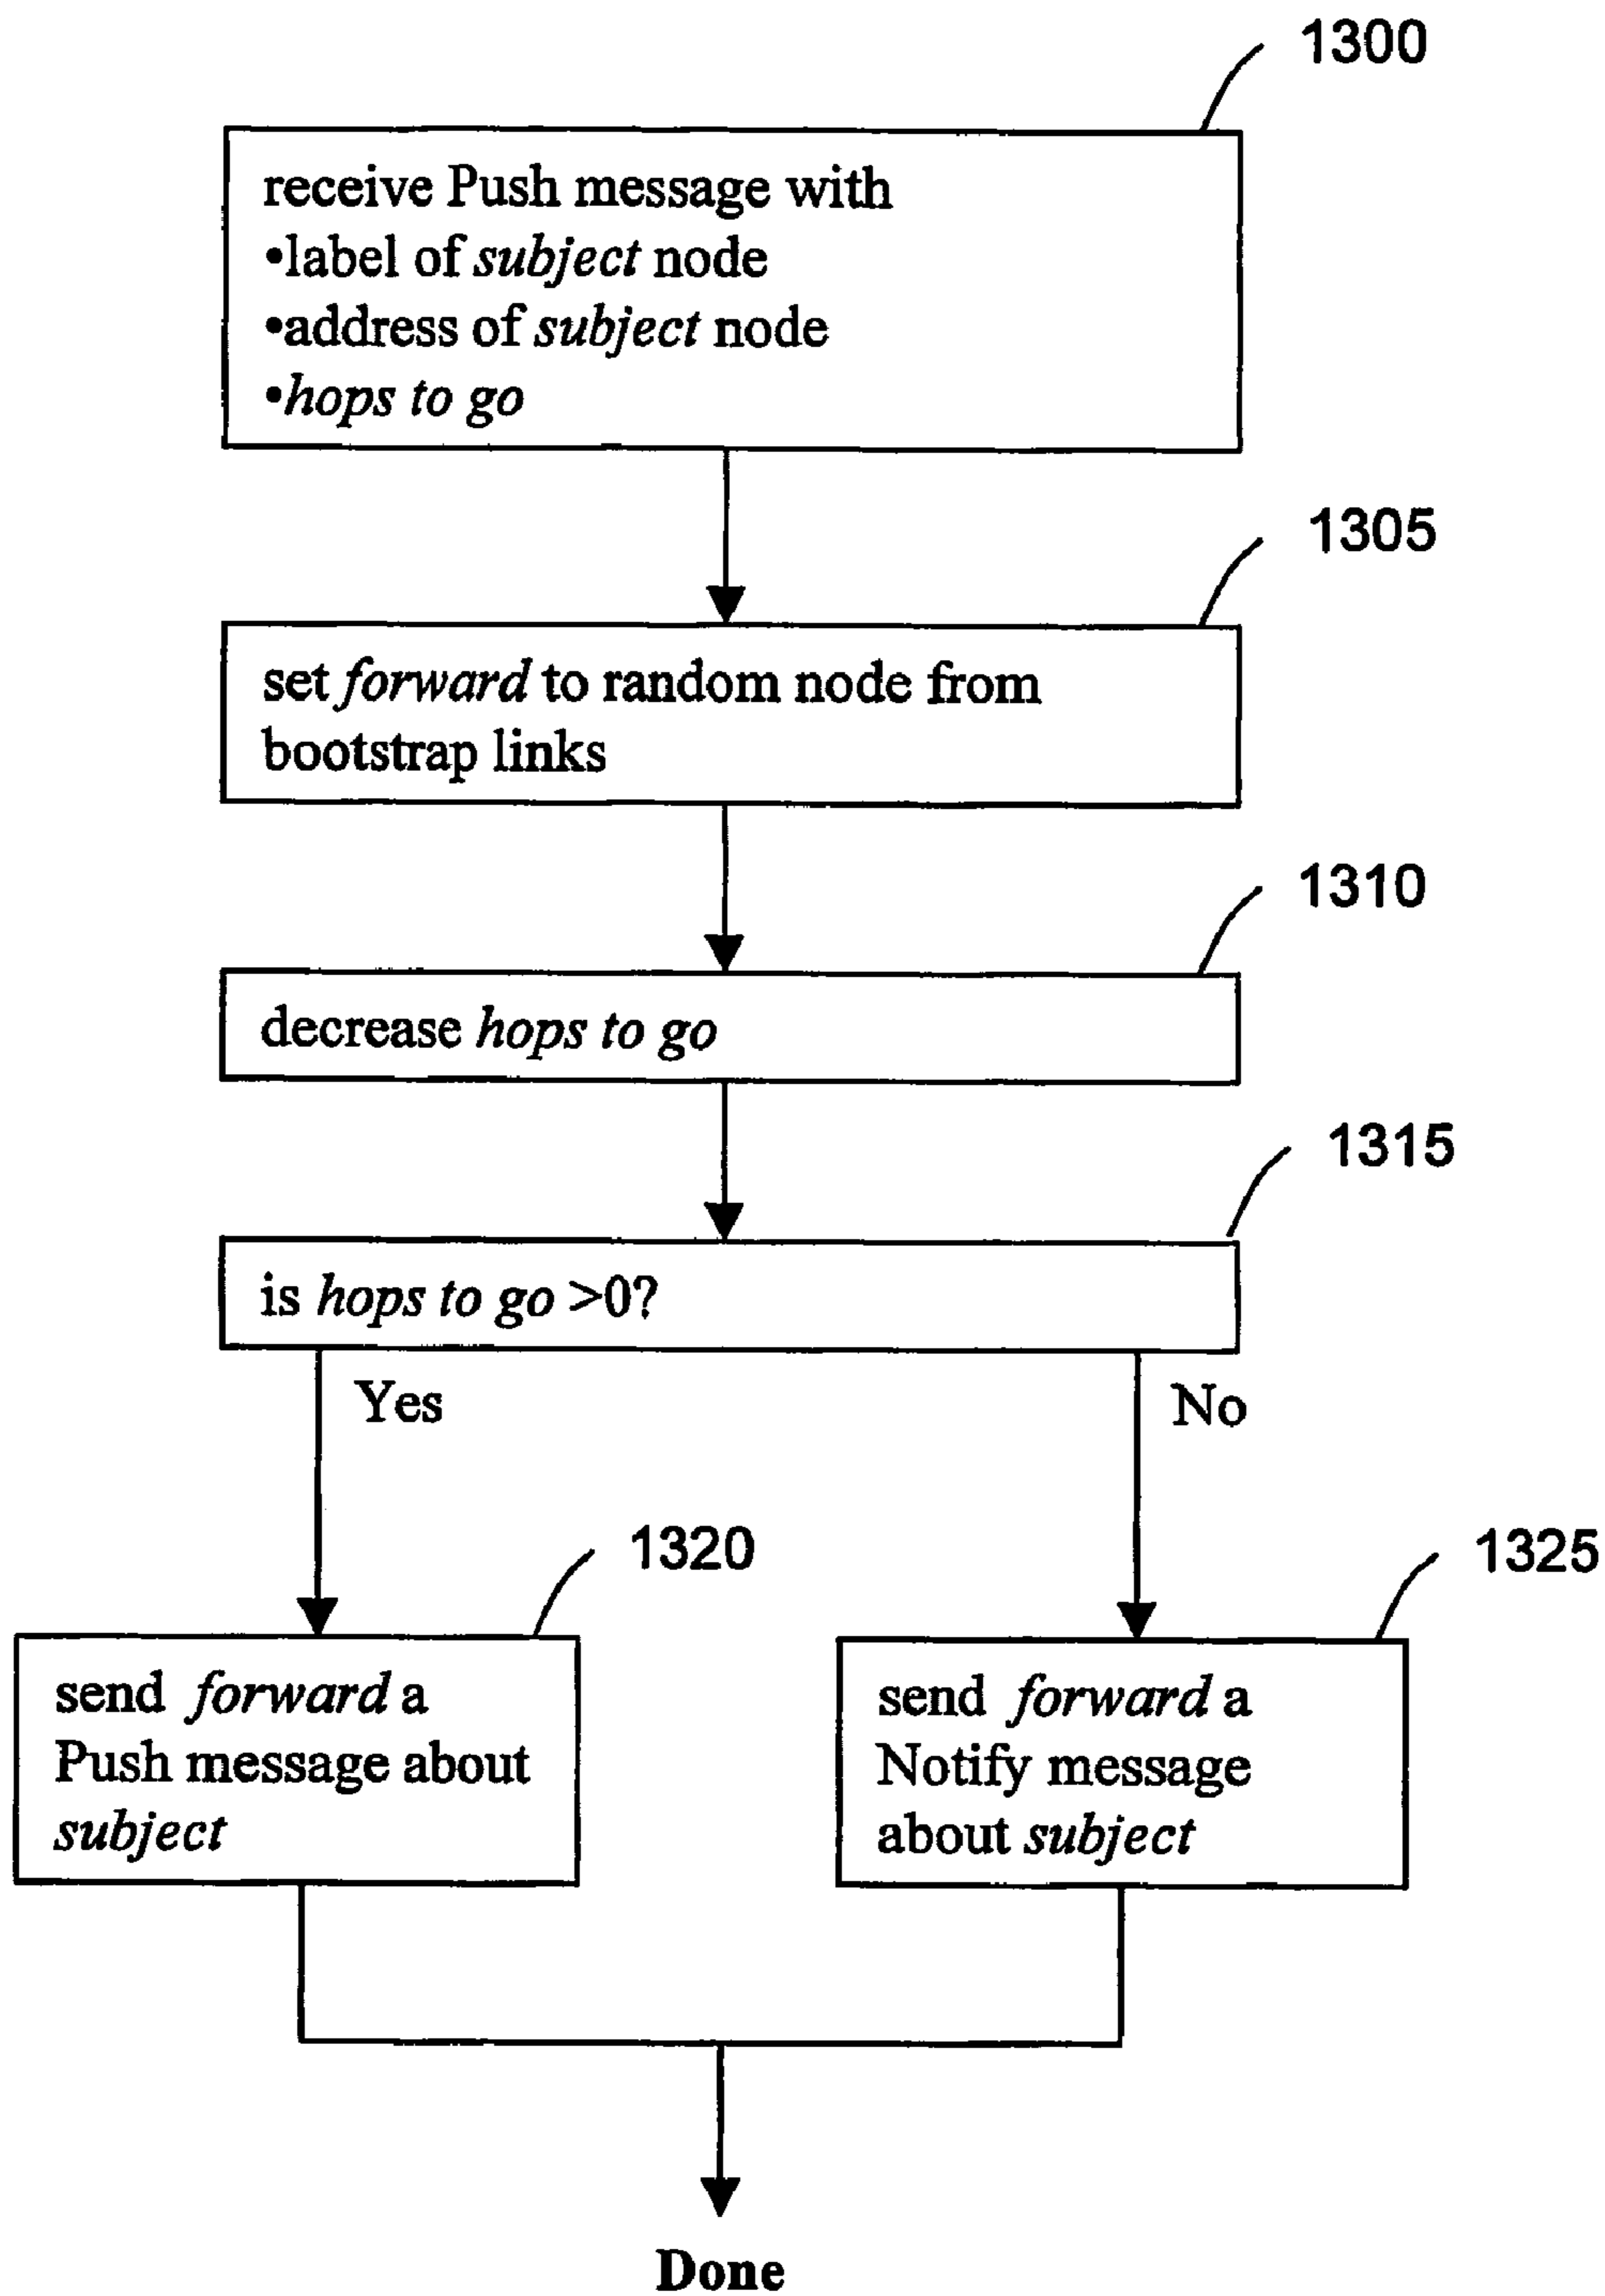 1300
receive Push message with
•label of subject node
•address of subject node
•hops to go
1305
set forward to random node from
bootstrap links
1310
decrease hops to go
1315
is hops to go >0?
Yes
No
1320
1325
send forward a
Push message about
subject
send forward a
Notify message
about subject
Done